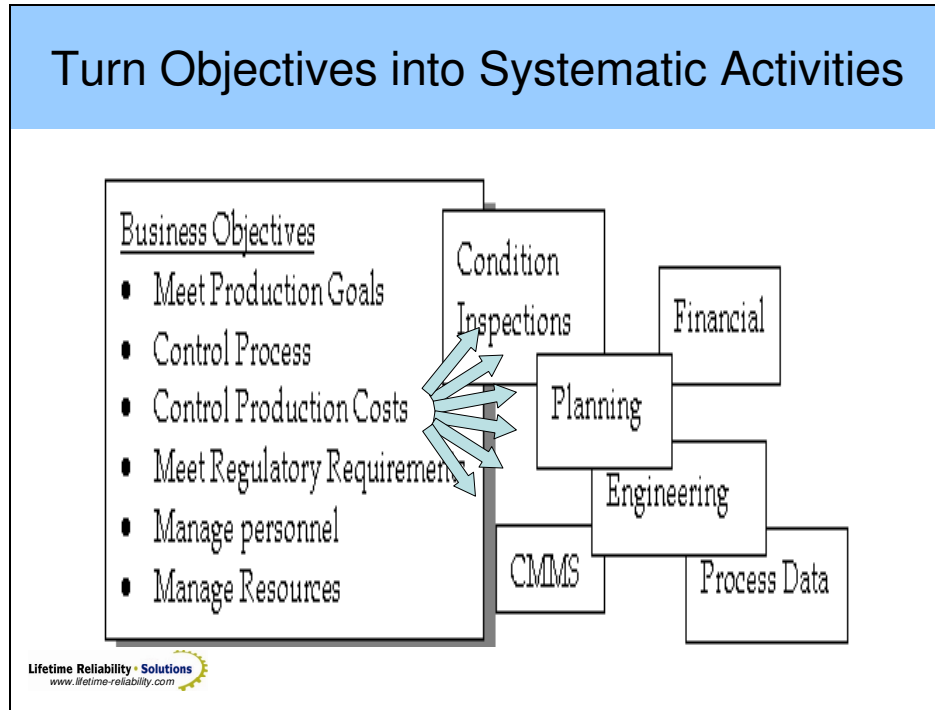 Turn Objectives into Systematic Activities
Business Objectives
• Meet Production Goals
• Control Process
• Control Production Costs
• Meet Regulatory Requirements
• Manage personnel
• Manage Resources
Condition
Inspections
Financial
Planning
Engineering
CMMS
Process Data
Lifetime Reliability • Solutions
www.lifetime-reliability.com